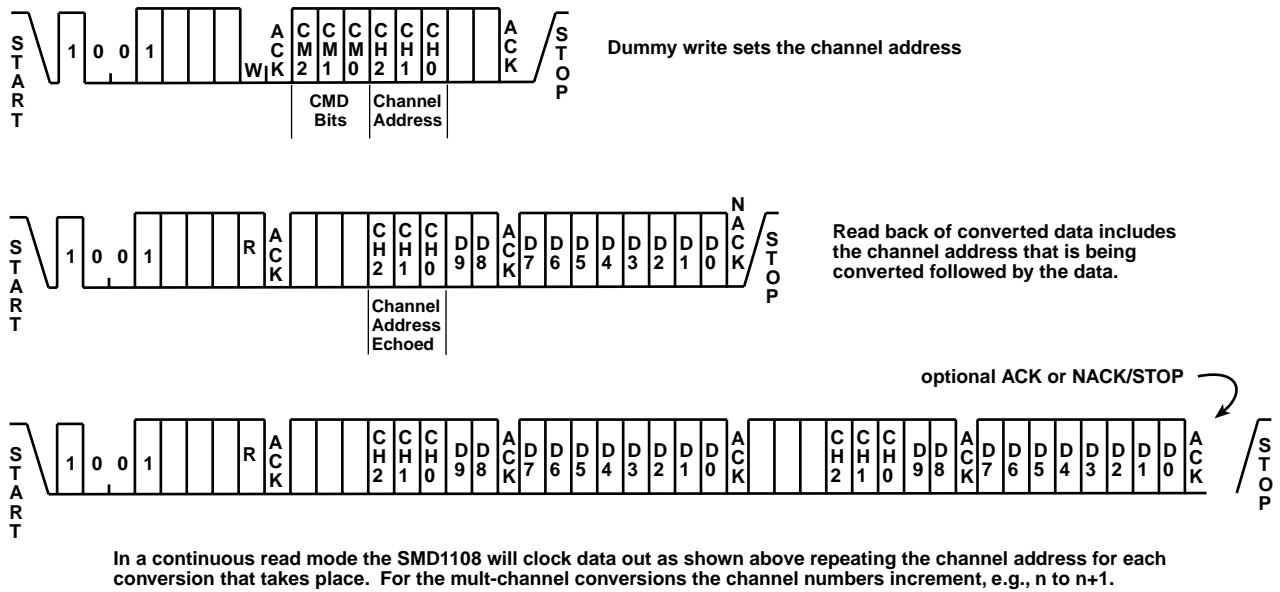 START 1 0 0 1 W ACK CM2 CM1 CM0 CH2 CH1 CH0 ACK STOP
Dummy write sets the channel address
CMD Bits
Channel Address
START 1 0 0 1 R ACK CH2 CH1 CH0 D9 D8 ACK D7 D6 D5 D4 D3 D2 D1 D0 NACK STOP
Read back of converted data includes
the channel address that is being
converted followed by the data.
Channel
Address
Echoed
optional ACK or NACK/STOP
START 1 0 0 1 R ACK CH2 CH1 CH0 D9 D8 ACK D7 D6 D5 D4 D3 D2 D1 D0 ACK CH2 CH1 CH0 D9 D8 ACK D7 D6 D5 D4 D3 D2 D1 D0 ACK STOP
In a continuous read mode the SMD1108 will clock data out as shown above repeating the channel address for each
conversion that takes place. For the mult-channel conversions the channel numbers increment, e.g., n to n+1.